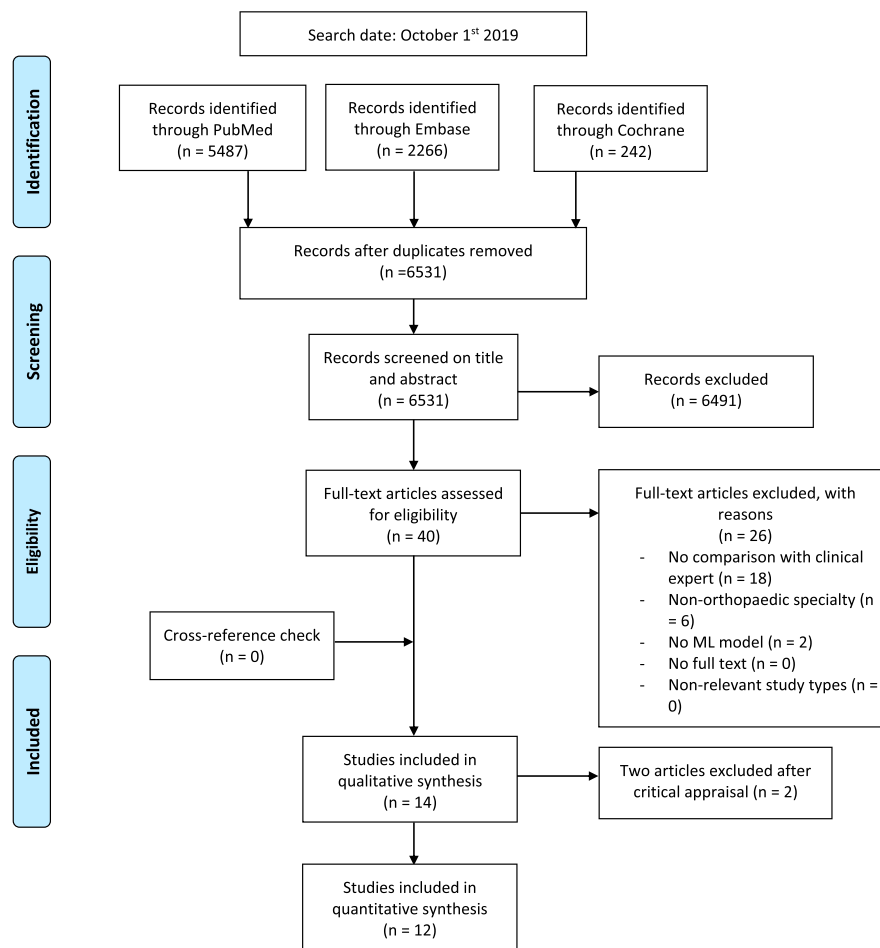 Search date: October 1st 2019
Identification
Records identified
through PubMed
(n = 5487)
Records identified
through Embase
(n = 2266)
Records identified
through Cochrane
(n = 242)
Records after duplicates removed
(n =6531)
Screening
Records screened on title
and abstract
(n = 6531)
Records excluded
(n = 6491)
Eligibility
Full-text articles assessed
for eligibility
(n = 40)
Full-text articles excluded, with
reasons
(n = 26)
- No comparison with clinical
expert (n = 18)
- Non-orthopaedic specialty (n
= 6)
- No ML model (n = 2)
- No full text (n = 0)
- Non-relevant study types (n =
0)
Cross-reference check
(n = 0)
Included
Studies included in
qualitative synthesis
(n = 14)
Two articles excluded after
critical appraisal (n = 2)
Studies included in
quantitative synthesis
(n = 12)